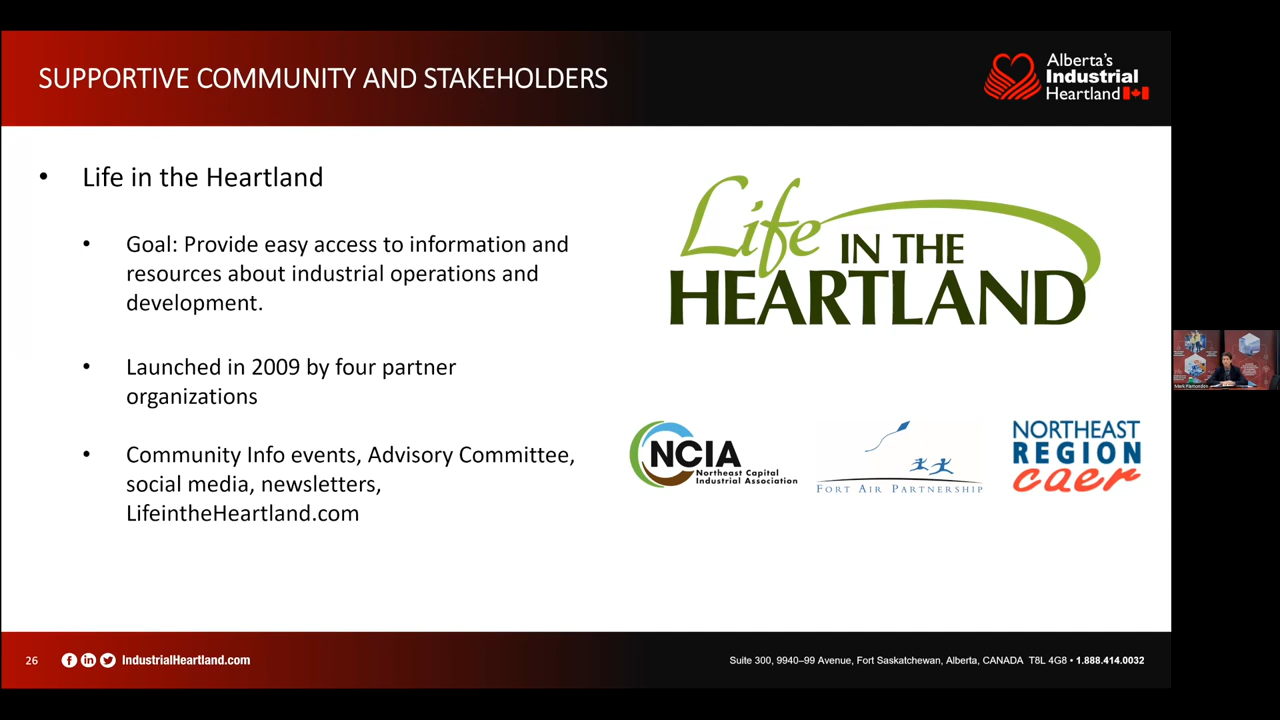 SUPPORTIVE COMMUNITY AND STAKEHOLDERS
Alberta's
Industrial
Heartland
• Life in the Heartland
• Goal: Provide easy access to information and
resources about industrial operations and
development.
• Launched in 2009 by four partner
organizations
• Community Info events, Advisory Committee,
social media, newsletters,
LifeintheHeartland.com
Life IN THE
HEARTLAND
NCIA
Northeast Capital
Industrial Association
FORT AIR PARTNERSHIP
NORTHEAST
REGION
caer
26
IndustrialHeartland.com
Suite 300, 9940–99 Avenue, Fort Saskatchewan, Alberta, CANADA T8L 4G8 • 1.888.414.0032